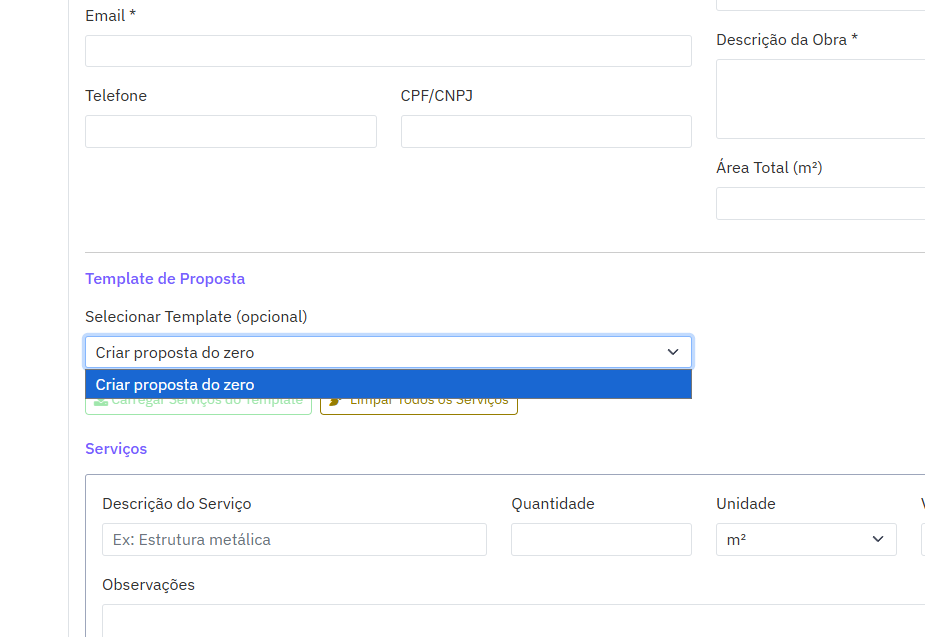 Email *
Descrição da Obra *
Telefone
CPF/CNPJ
Área Total (m²)
Template de Proposta
Selecionar Template (opcional)
Criar proposta do zero
Criar proposta do zero
Carregar Serviços do Template
Limpar Todos os Serviços
Serviços
Descrição do Serviço
Quantidade
Unidade
Ex: Estrutura metálica
m²
Observações